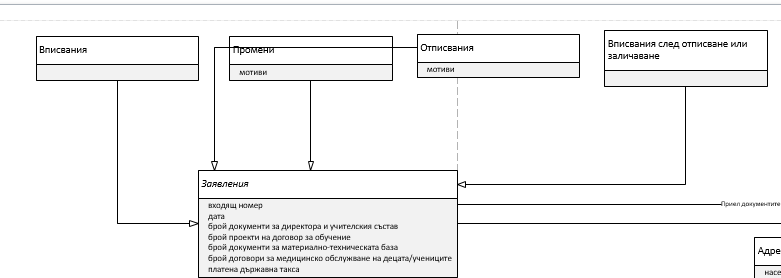 Вписвания
Промени
мотиви
Отписвания
мотиви
Вписвания след отписване или
заличаване
Заявления
входящ номер
дата
брой документи за директора и учителския състав
брой проекти на договор за обучение
брой документи за материално-техническата база
брой договори за медицинско обслужване на децата/учениците
платена държавна такса
Приел документите
Адре
насе